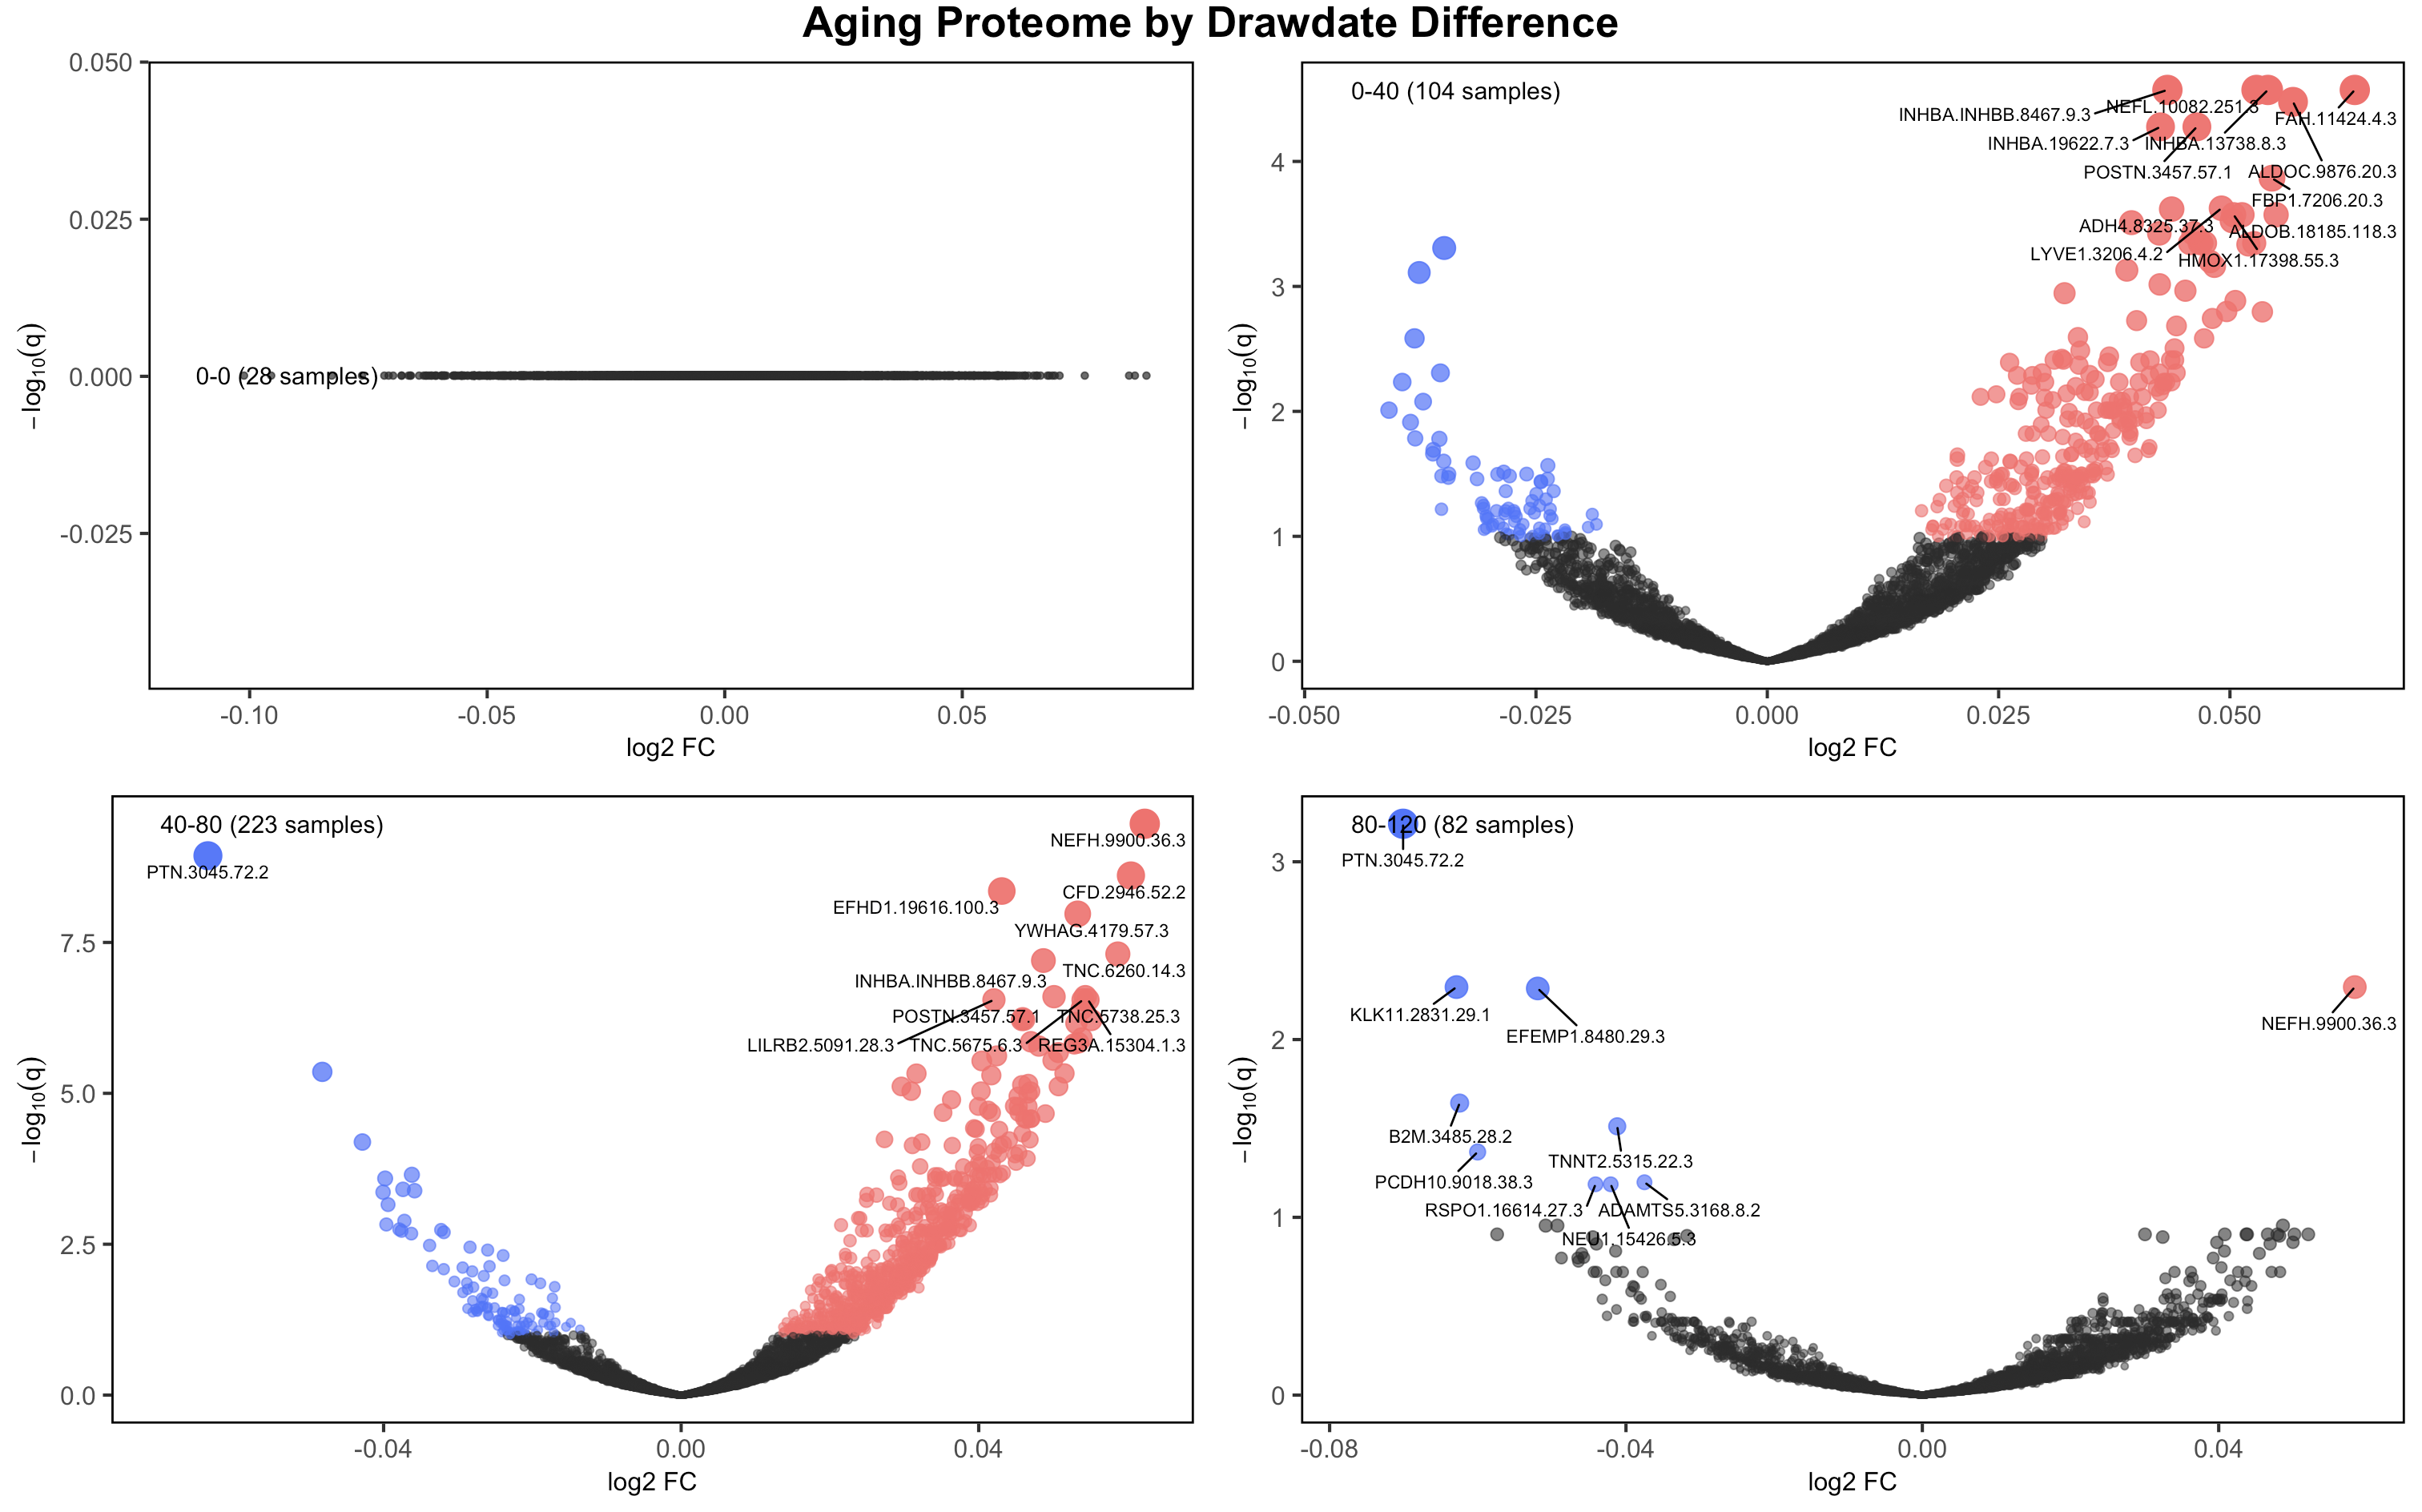 Aging Proteome by Drawdate Difference
0.050
0.025
0.000
-0.025
−log10(q)
0-0 (28 samples)
-0.10
-0.05
0.00
0.05
log2 FC
0-40 (104 samples)
4
3
2
1
0
−log10(q)
INHBA.INHBB.8467.9.3
NEFL.10082.251.3
FAH.11424.4.3
INHBA.19622.7.3
INHBA.13738.8.3
POSTN.3457.57.1
ALDOC.9876.20.3
FBP1.7206.20.3
ADH4.8325.37.3
ALDOB.18185.118.3
LYVE1.3206.4.2
HMOX1.17398.55.3
-0.050
-0.025
0.000
0.025
0.050
log2 FC
40-80 (223 samples)
7.5
5.0
2.5
0.0
−log10(q)
NEFH.9900.36.3
PTN.3045.72.2
CFD.2946.52.2
EFHD1.19616.100.3
YWHAG.4179.57.3
TNC.6260.14.3
INHBA.INHBB.8467.9.3
POSTN.3457.57.1
TNC.5738.25.3
LILRB2.5091.28.3
TNC.5675.6.3
REG3A.15304.1.3
-0.04
0.00
0.04
log2 FC
80-120 (82 samples)
3
2
1
0
−log10(q)
PTN.3045.72.2
KLK11.2831.29.1
NEFH.9900.36.3
EFEMP1.8480.29.3
B2M.3485.28.2
TNNT2.5315.22.3
PCDH10.9018.38.3
RSPO1.16614.27.3
ADAMTS5.3168.8.2
NEU1.15426.5.3
-0.08
-0.04
0.00
0.04
log2 FC